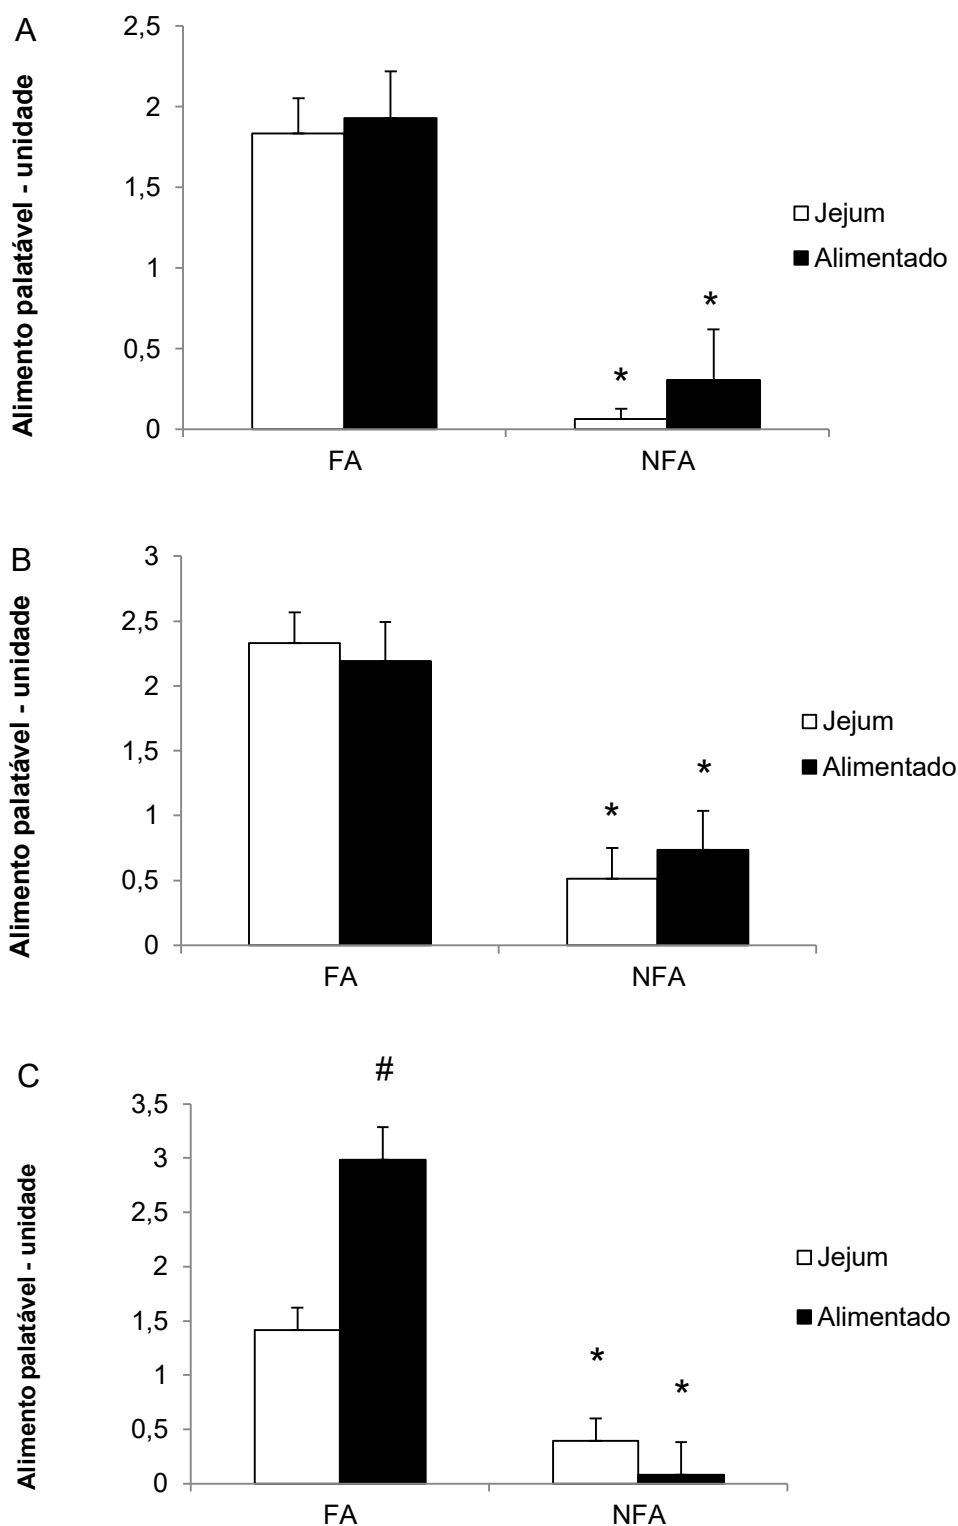 A
Alimento palatável - unidade
2,5
2
1,5
1
0,5
0
*
*
FA
NFA
Jejum
Alimentado
B
Alimento palatável - unidade
3
2,5
2
1,5
1
0,5
0
*
*
FA
NFA
Jejum
Alimentado
C
Alimento palatável - unidade
#
3,5
3
2,5
2
1,5
1
0,5
0
*
*
FA
NFA
Jejum
Alimentado